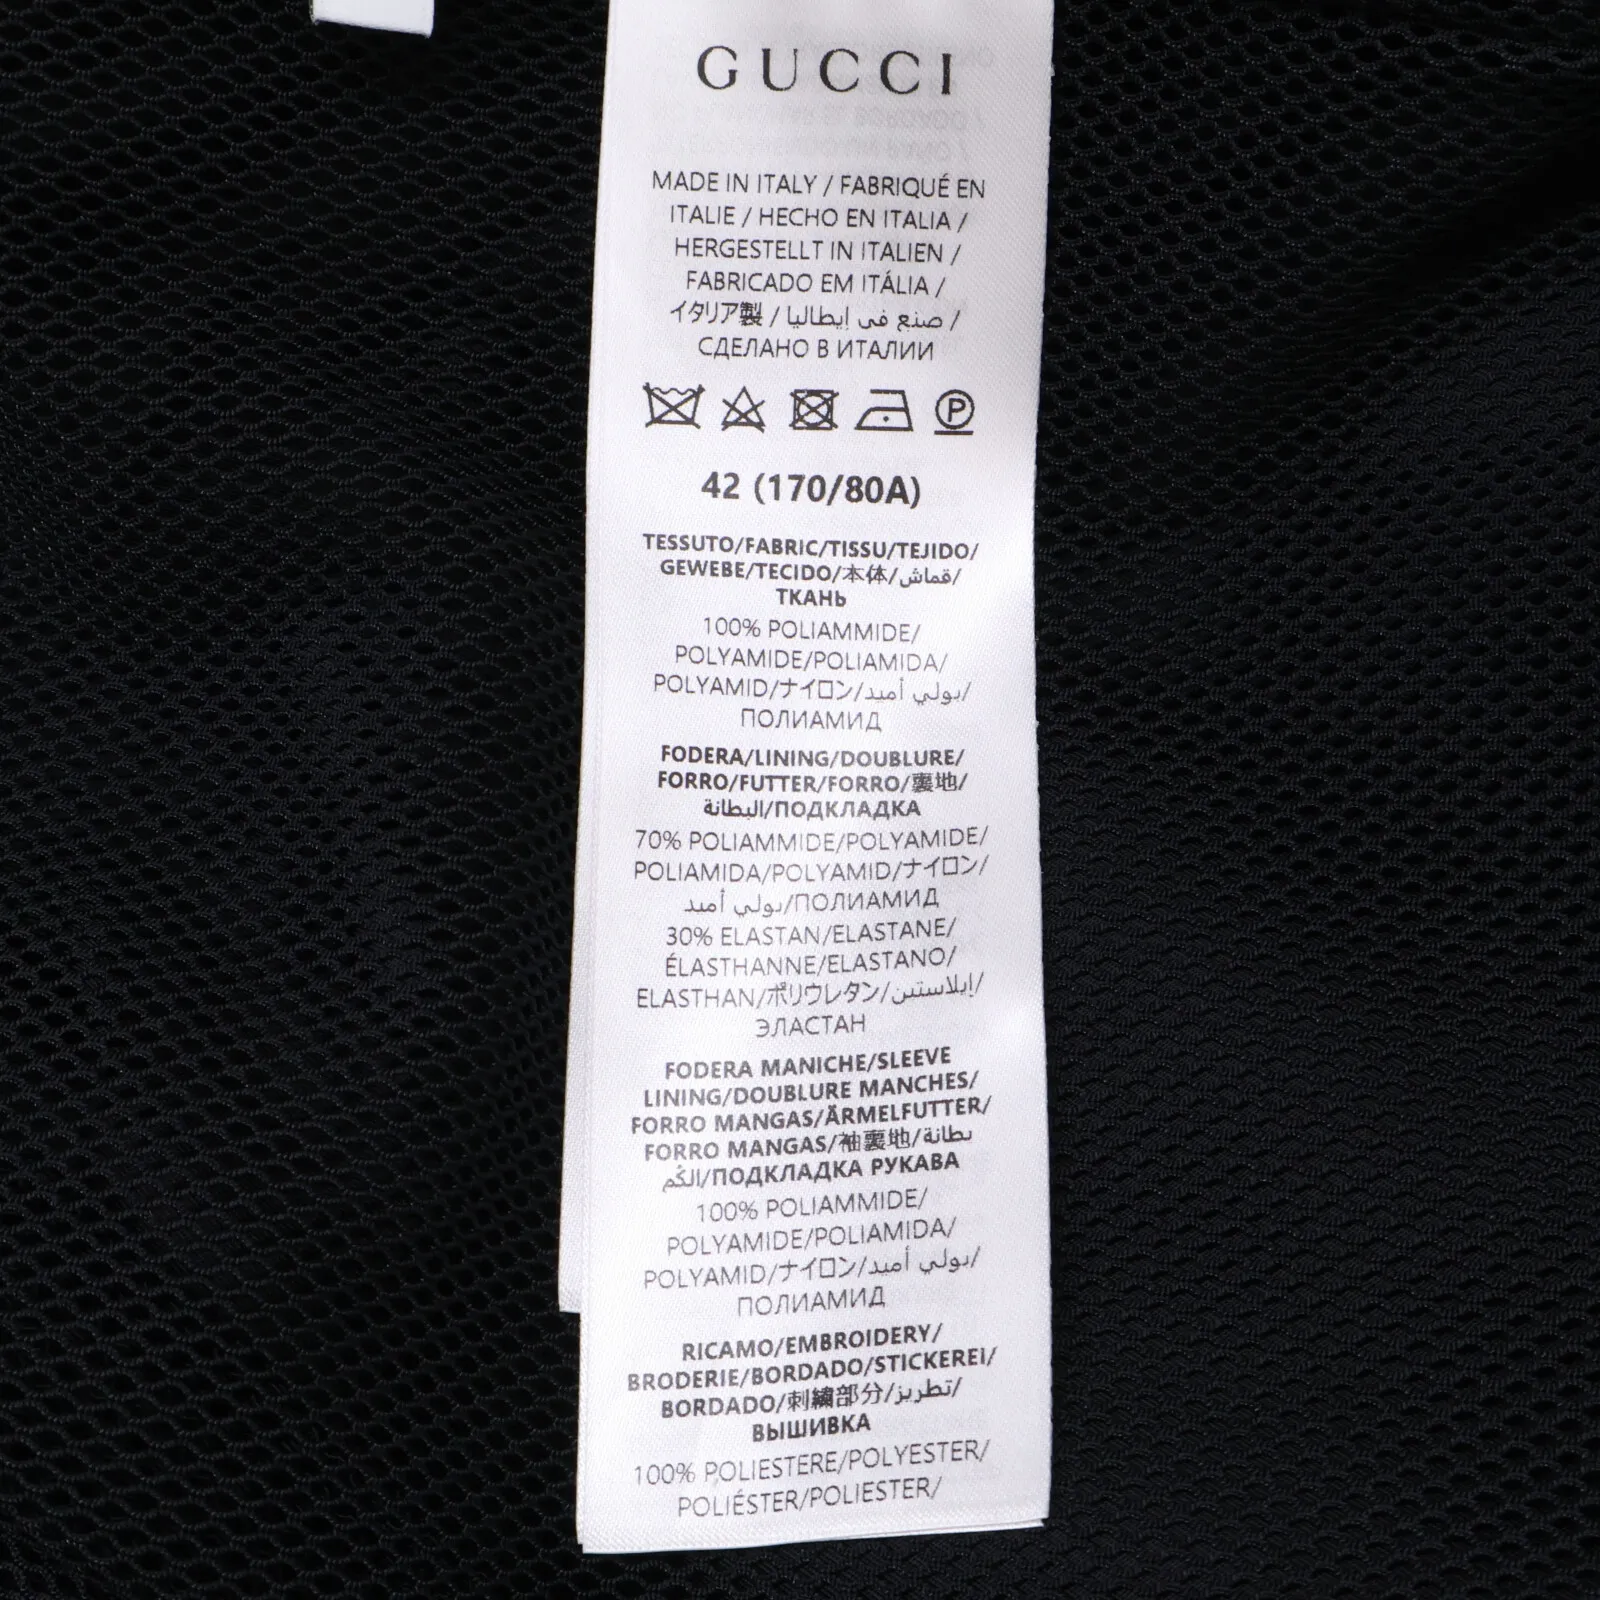 GUCCI
MADE IN ITALY / FABRIQUÉ EN
ITALIE / HECHO EN ITALIA /
HERGESTELLT IN ITALIEN /
FABRICADO EM ITÁLIA /
イタリア製 / صنع في إيطاليا /
СДЕЛАНО В ИТАЛИИ
P
42 (170/80A)
TESSUTO/FABRIC/TISSU/TEJIDO/
GEWEBE/TECIDO/本体/قماش/
ТКАНЬ
100% POLIAMMIDE/
POLYAMIDE/POLIAMIDA/
POLYAMID/ナイロン/بولي أميد/
ПОЛИАМИД
FODERA/LINING/DOUBLURE/
FORRO/FUTTER/FORRO/裏地/
البطانة/ПОДКЛАДКА
70% POLIAMMIDE/POLYAMIDE/
POLIAMIDA/POLYAMID/ナイロン/
بولي أميد/ПОЛИАМИД
30% ELASTAN/ELASTANE/
ÉLASTHANNE/ELASTANO/
ELASTHAN/ポリウレタン/إيلاستين/
ЭЛАСТАН
FODERA MANICHE/SLEEVE
LINING/DOUBLURE MANCHES/
FORRO MANGAS/ÄRMELFUTTER/
FORRO MANGAS/袖裏地/بطانة
الكُم/ПОДКЛАДКА РУКАВА
100% POLIAMMIDE/
POLYAMIDE/POLIAMIDA/
POLYAMID/ナイロン/بولي أميد/
ПОЛИАМИД
RICAMO/EMBROIDERY/
BRODERIE/BORDADO/STICKEREI/
BORDADO/刺繍部分/تطريز/
ВЫШИВКА
100% POLIESTERE/POLYESTER/
POLIÉSTER/POLIESTER/